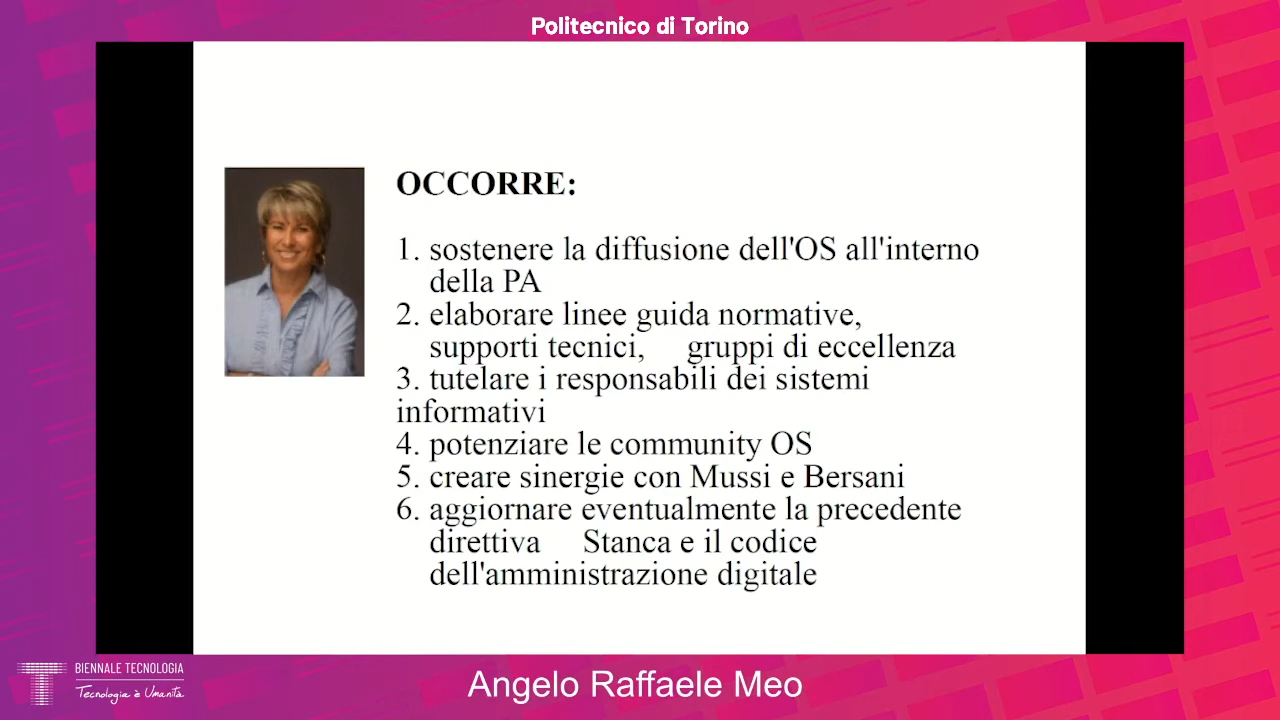 Politecnico di Torino
OCCORRE:
1. sostenere la diffusione dell'OS all'interno
della PA
2. elaborare linee guida normative,
supporti tecnici, gruppi di eccellenza
3. tutelare i responsabili dei sistemi
informativi
4. potenziare le community OS
5. creare sinergie con Mussi e Bersani
6. aggiornare eventualmente la precedente
direttiva Stanca e il codice
dell'amministrazione digitale
BIENNALE TECNOLOGIA
Tecnologia è Umanità
Angelo Raffaele Meo